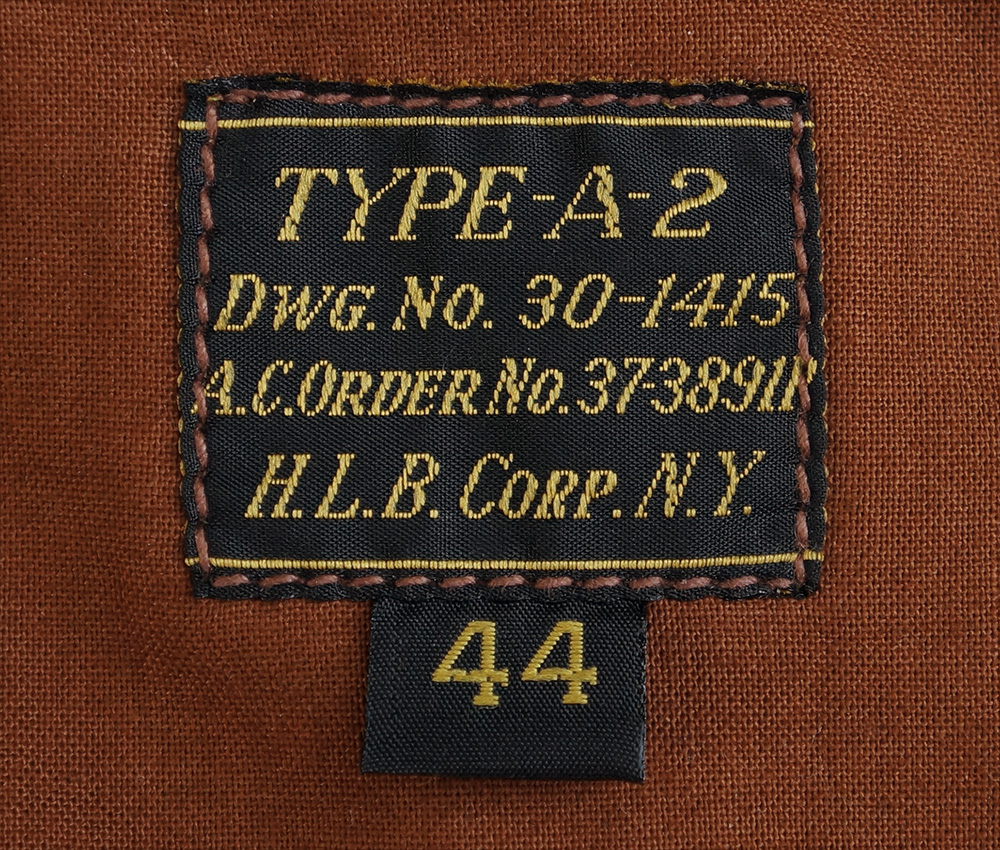 TYPE-A-2
DWG. NO. 30-1415
A.C. ORDER NO. 37-3891P
H.L.B. CORP. N.Y.
44